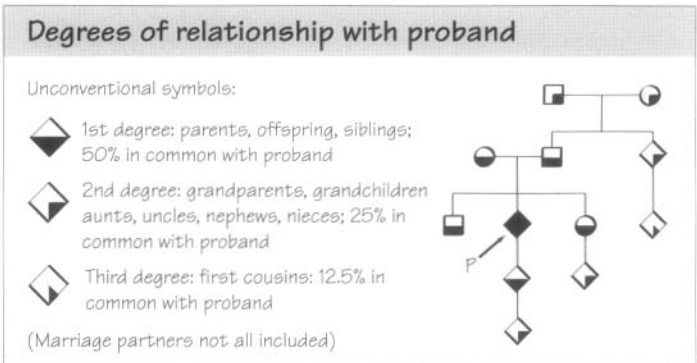 Degrees of relationship with proband
Unconventional symbols:
1st degree: parents, offspring, siblings;
50% in common with proband
2nd degree: grandparents, grandchildren
aunts, uncles, nephews, nieces; 25% in
common with proband
Third degree: first cousins: 12.5% in
common with proband
(Marriage partners not all included)
P